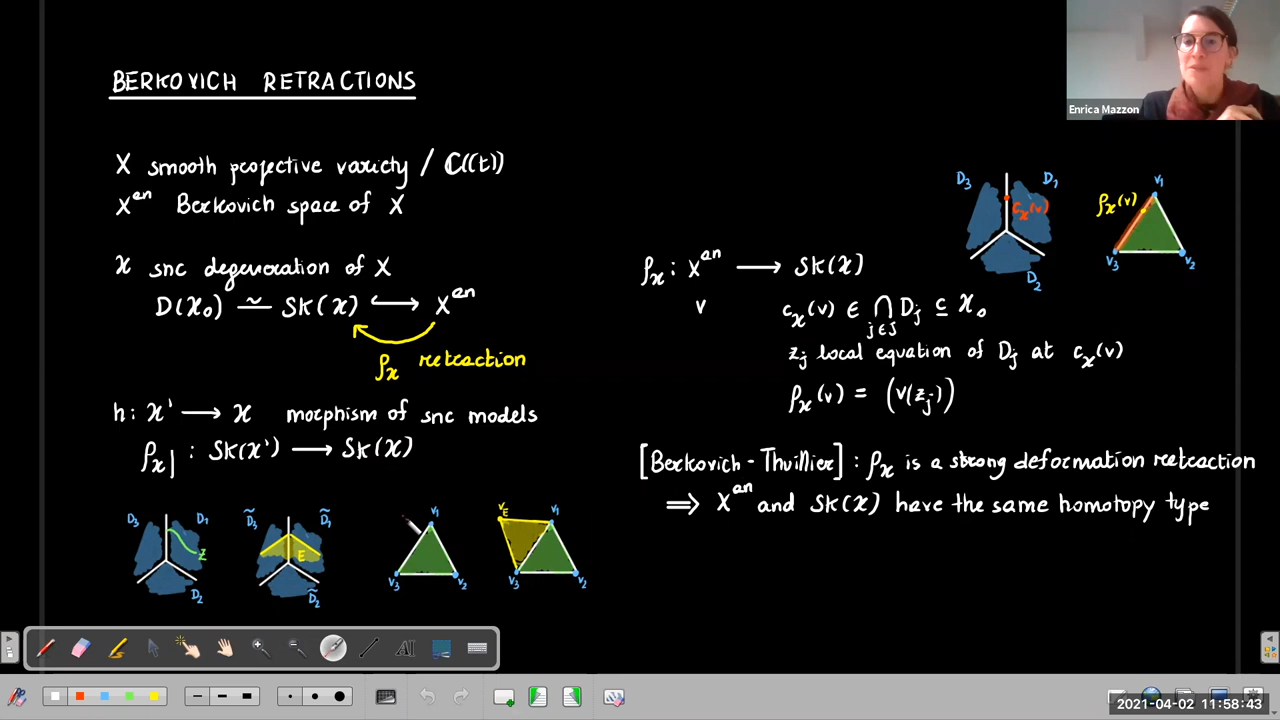 BERKOVICH RETRACTIONS
X smooth projective variety / ℂ((t))
X^an Berkovich space of X
𝒳 snc degeneration of X
D(𝒳₀) ≃ Sk(𝒳) ↪ X^an
ρ_𝒳 retraction
h: 𝒳' ⟶ 𝒳 morphism of snc models
ρ_𝒳| : Sk(𝒳') ⟶ Sk(𝒳)
D₃ D₁ Z D₂
D̃₃ D̃₁ E D̃₂
v₁ v₃ v₂
v_E v₁ v₃ v₂
Enrica Mazzon
D₃ D₁ c_𝒳(v) D₂
v₁ ρ_𝒳(v) v₃ v₂
ρ_𝒳 : X^an ⟶ Sk(𝒳)
v c_𝒳(v) ∈ ⋂_{j∈J} D_j ⊆ 𝒳₀
z_j local equation of D_j at c_𝒳(v)
ρ_𝒳(v) = (v(z_j))
[Berkovich - Thuillier] : ρ_𝒳 is a strong deformation retraction
⟹ X^an and Sk(𝒳) have the same homotopy type
AI
2021-04-02 11:58:43